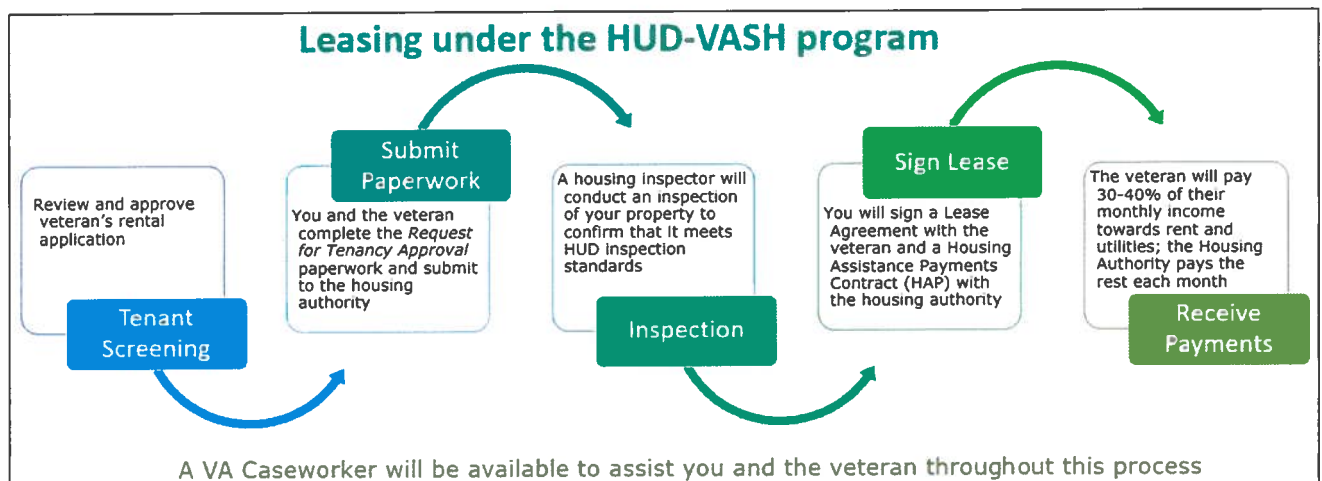 Leasing under the HUD-VASH program
Review and approve
veteran's rental
application
Tenant
Screening
Submit
Paperwork
You and the veteran
complete the Request
for Tenancy Approval
paperwork and submit
to the housing
authority
A housing inspector will
conduct an inspection
of your property to
confirm that it meets
HUD inspection
standards
Inspection
Sign Lease
You will sign a Lease
Agreement with the
veteran and a Housing
Assistance Payments
Contract (HAP) with
the housing authority
The veteran will pay
30-40% of their
monthly income
towards rent and
utilities; the Housing
Authority pays the
rest each month
Receive
Payments
A VA Caseworker will be available to assist you and the veteran throughout this process